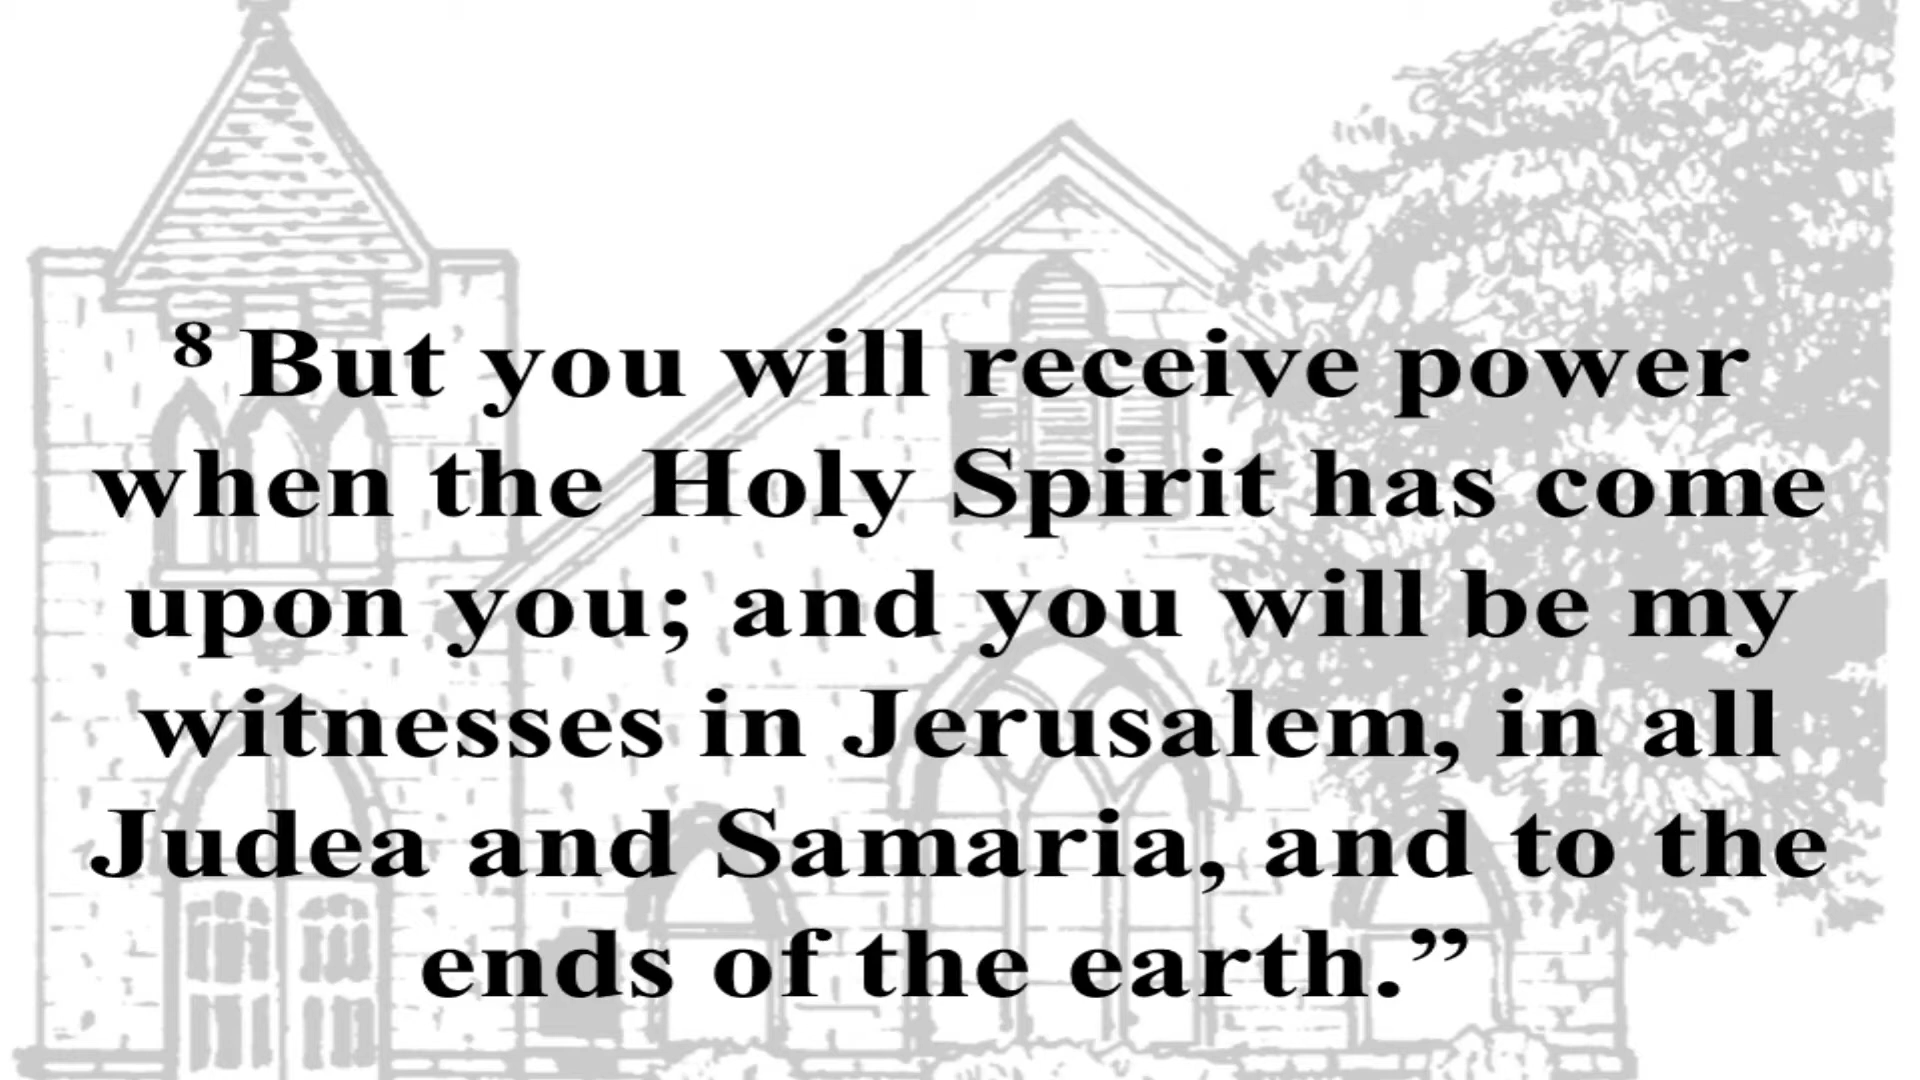 ⁸ But you will receive power
when the Holy Spirit has come
upon you; and you will be my
witnesses in Jerusalem, in all
Judea and Samaria, and to the
ends of the earth.”